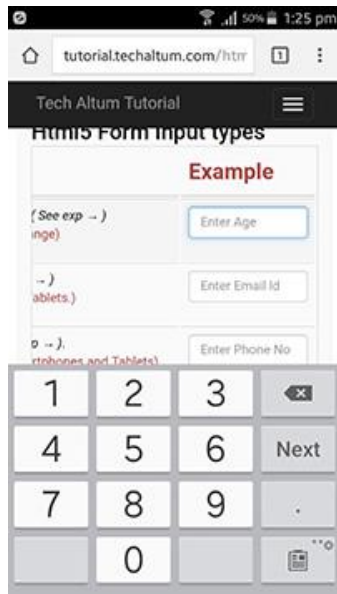 50% 1:25 pm
tutorial.techaltum.com/htm 1
Tech Altum Tutorial
Html5 Form Input types
Example
( See exp → )
nge)
Enter Age
→ )
ablets.)
Enter Email Id
→ ).
rtphones and Tablets)
Enter Phone No
1 2 3
4 5 6 Next
7 8 9 .
0